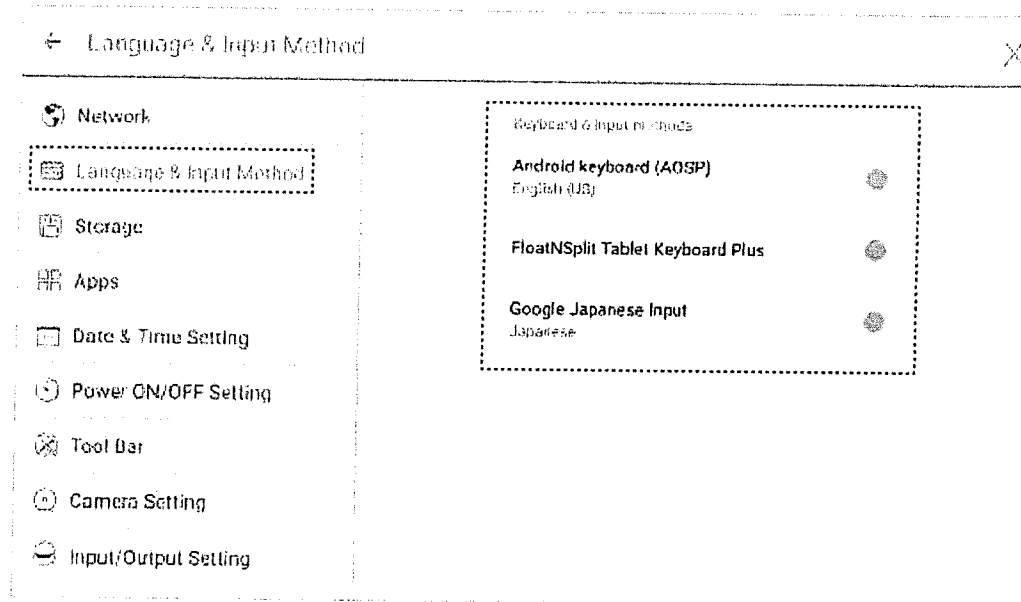 Language & Input Method
Network
Language & Input Method
Storage
Apps
Date & Time Setting
Power ON/OFF Setting
Tool Bar
Camera Setting
Input/Output Setting
Keyboard & input methods
Android keyboard (AOSP)
English (US)
FloatNSplit Tablet Keyboard Plus
Google Japanese Input
Japanese